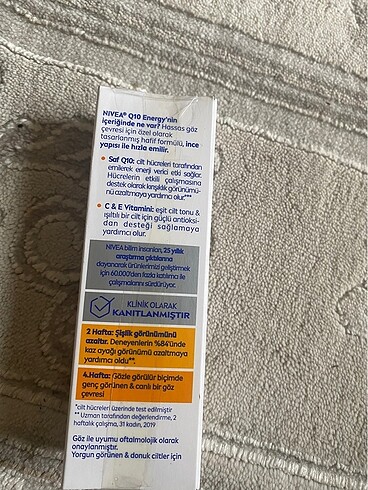 NIVEA® Q10 Energy'nin
içeriğinde ne var? Hassas göz
çevresi için özel olarak
tasarlanmış hafif formülü, ince
yapısı ile hızla emilir.
• Saf Q10: cilt hücreleri tarafından
emilerek enerji verici etki sağlar.
Hücrelerin etkili çalışmasına
destek olarak kırışıklık görünümü-
nü azaltmaya yardımcı olur.*
• C & E Vitamini: eşit cilt tonu &
ışıltılı bir cilt için güçlü antioksi-
dan desteği sağlamaya
yardımcı olur.
NIVEA bilim insanları, 25 yıllık
araştırma çıktılarına
dayanarak ürünlerimizi geliştirmek
için 60.000'den fazla katılıma ile
çalışmalarını sürdürüyor.
KLİNİK OLARAK
KANITLANMIŞTIR
2 Hafta: Şişlik görünümünü
azaltır. Deneyenlerin %84'ünde
kaz ayağı görünümü azaltmaya
yardımcı oldu**.
4.Hafta: Gözle görülür biçimde
genç görünen & canlı bir göz
çevresi
*cilt hücreleri üzerinde test edilmiştir
** Uzman tarafından değerlendirme, 2
haftalık çalışma, 31 kadın, 2019
Göz ile uyumu oftalmolojik olarak
onaylanmıştır.
Yorgun görünen & donuk ciltler için